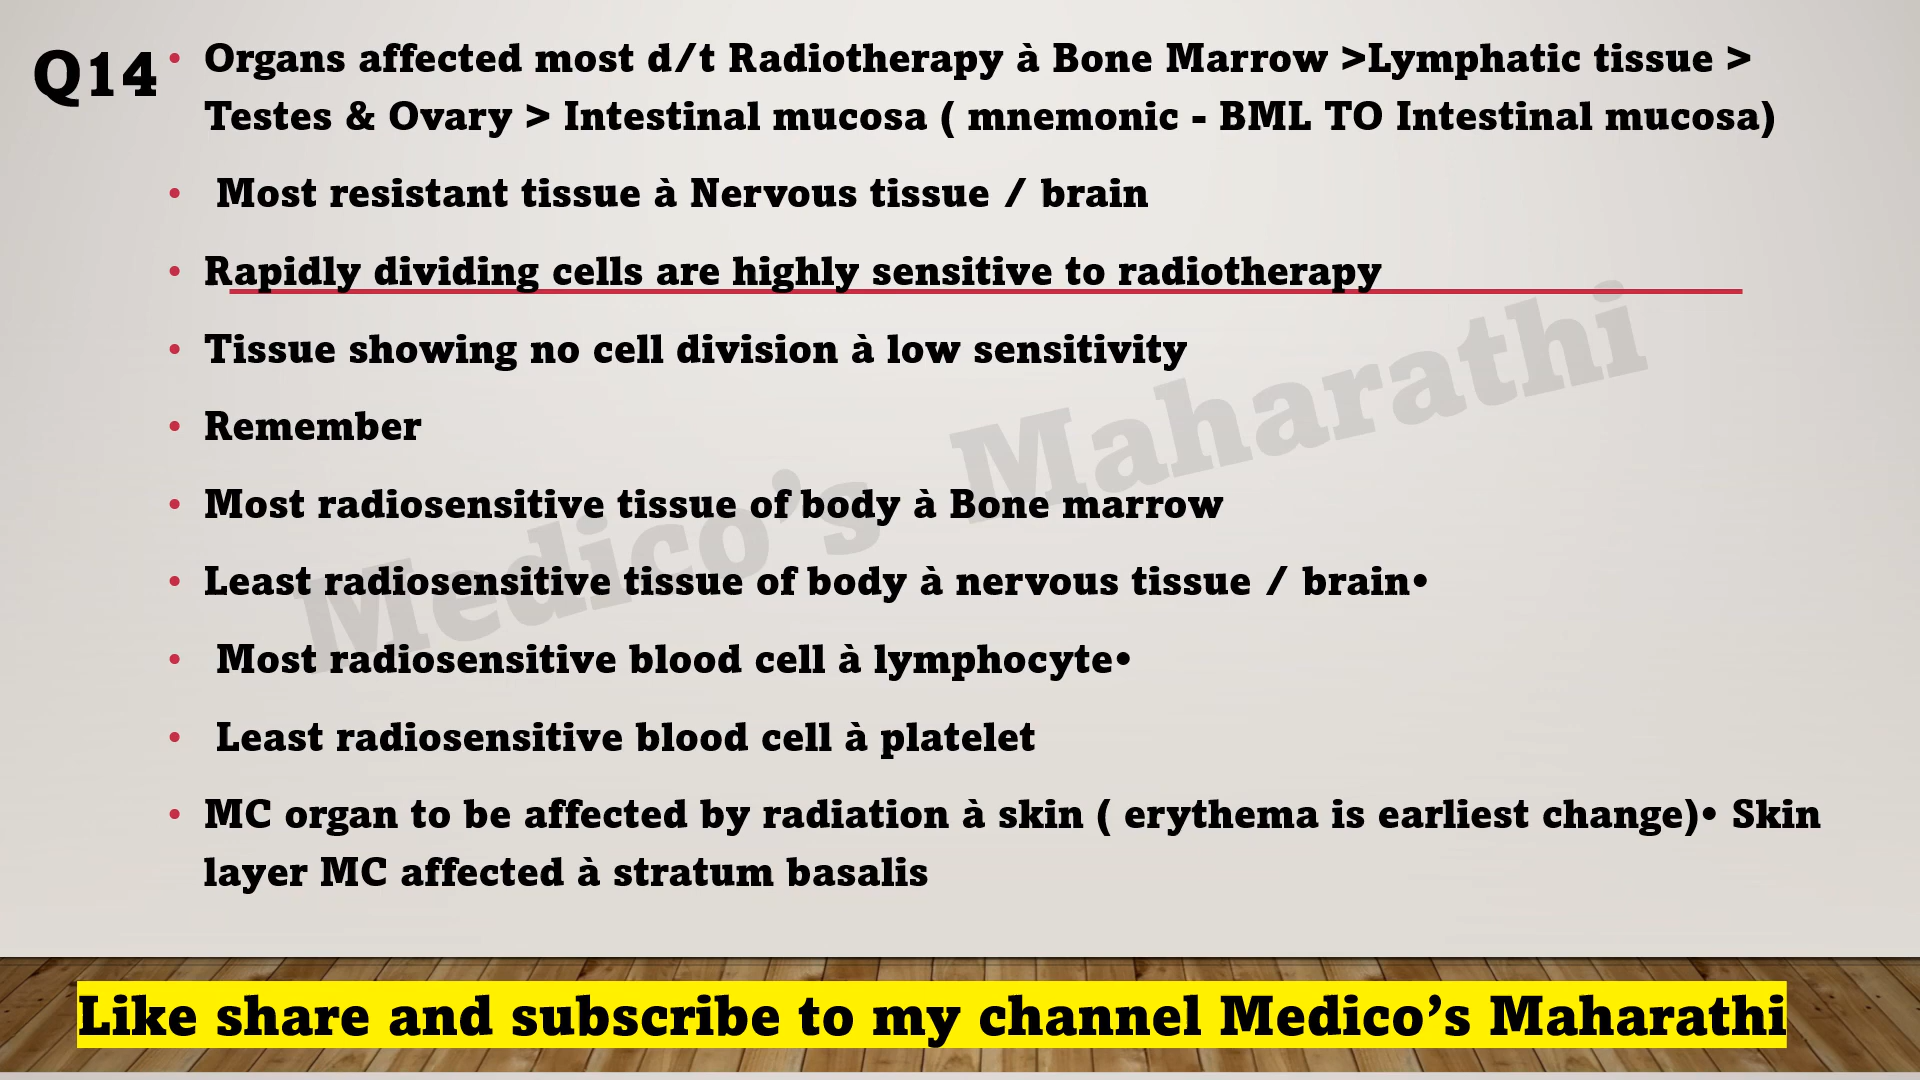 Q14
• Organs affected most d/t Radiotherapy à Bone Marrow >Lymphatic tissue >
Testes & Ovary > Intestinal mucosa ( mnemonic - BML TO Intestinal mucosa)
• Most resistant tissue à Nervous tissue / brain
• Rapidly dividing cells are highly sensitive to radiotherapy
• Tissue showing no cell division à low sensitivity
• Remember
• Most radiosensitive tissue of body à Bone marrow
• Least radiosensitive tissue of body à nervous tissue / brain•
• Most radiosensitive blood cell à lymphocyte•
• Least radiosensitive blood cell à platelet
• MC organ to be affected by radiation à skin ( erythema is earliest change)• Skin
layer MC affected à stratum basalis
Medico’s Maharathi
Like share and subscribe to my channel Medico’s Maharathi